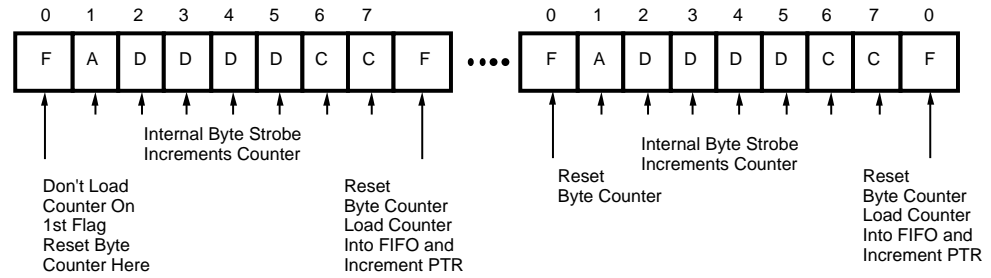 0 1 2 3 4 5 6 7 0 1 2 3 4 5 6 7 0
F A D D D D C C F •••• F A D D D D C C F
Internal Byte Strobe
Increments Counter
Don't Load
Counter On
1st Flag
Reset Byte
Counter Here
Reset
Byte Counter
Load Counter
Into FIFO and
Increment PTR
Internal Byte Strobe
Increments Counter
Reset
Byte Counter
Reset
Byte Counter
Load Counter
Into FIFO and
Increment PTR